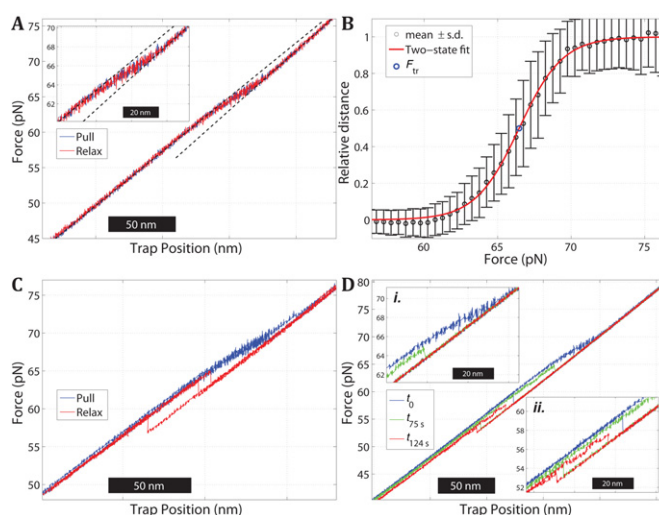 A
70
68
66
64
62
20 nm
Pull
Relax
50 nm
75
70
65
60
55
50
45
Force (pN)
Trap Position (nm)
B
mean ± s.d.
Two-state fit
Ftr
1
0.8
0.6
0.4
0.2
0
Relative distance
60
65
70
75
Force (pN)
C
75
70
65
60
55
50
Force (pN)
Pull
Relax
50 nm
Trap Position (nm)
D
80
75
70
65
60
55
50
45
40
Force (pN)
i.
70
68
66
64
62
20 nm
t0
t75 s
t124 s
ii.
60
58
56
54
52
20 nm
50 nm
Trap Position (nm)